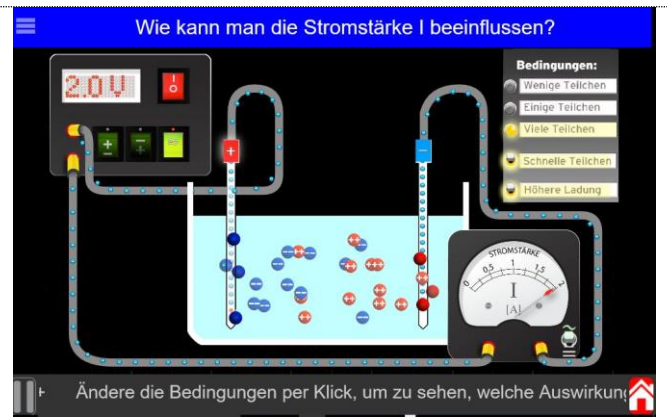 Wie kann man die Stromstärke I beeinflussen?
2.0V
Bedingungen:
Wenige Teilchen
Einige Teilchen
Viele Teilchen
Schnelle Teilchen
Höhere Ladung
STROMSTÄRKE
0 0,5 1 1,5 2
I
[A]
Ändere die Bedingungen per Klick, um zu sehen, welche Auswirkung